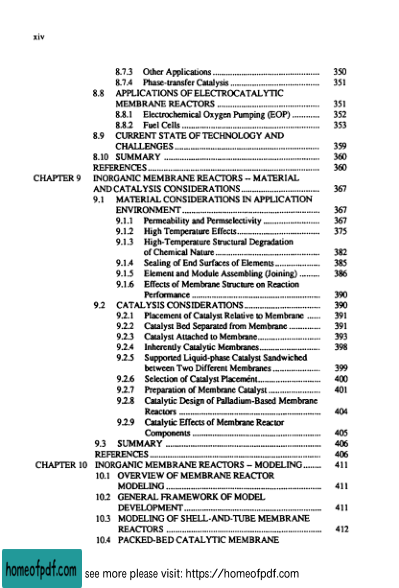 xiv
8.7.3 Other Applications ................................................ 350
8.7.4 Phase-transfer Catalysis ........................................ 351
8.8 APPLICATIONS OF ELECTROCATALYTIC
MEMBRANE REACTORS ............................................. 351
8.8.1 Electrochemical Oxygen Pumping (EOP) ............ 352
8.8.2 Fuel Cells .............................................................. 353
8.9 CURRENT STATE OF TECHNOLOGY AND
CHALLENGES ................................................................ 359
8.10 SUMMARY ..................................................................... 360
REFERENCES ............................................................................ 360
CHAPTER 9 INORGANIC MEMBRANE REACTORS -- MATERIAL
AND CATALYSIS CONSIDERATIONS ................................... 367
9.1 MATERIAL CONSIDERATIONS IN APPLICATION
ENVIRONMENT ............................................................. 367
9.1.1 Permeability and Permselectivity ......................... 367
9.1.2 High Temperature Effects ..................................... 375
9.1.3 High-Temperature Structural Degradation
of Chemical Nature ............................................... 382
9.1.4 Sealing of End Surfaces of Elements .................... 385
9.1.5 Element and Module Assembling (Joining) ......... 386
9.1.6 Effects of Membrane Structure on Reaction
Performance ......................................................... 390
9.2 CATALYSIS CONSIDERATIONS .................................. 390
9.2.1 Placement of Catalyst Relative to Membrane ...... 391
9.2.2 Catalyst Bed Separated from Membrane .............. 391
9.2.3 Catalyst Attached to Membrane ............................ 393
9.2.4 Inherently Catalytic Membranes ........................... 398
9.2.5 Supported Liquid-phase Catalyst Sandwiched
between Two Different Membranes ..................... 399
9.2.6 Selection of Catalyst Placement ............................ 400
9.2.7 Preparation of Membrane Catalyst ....................... 401
9.2.8 Catalytic Design of Palladium-Based Membrane
Reactors ................................................................ 404
9.2.9 Catalytic Effects of Membrane Reactor
Components .......................................................... 405
9.3 SUMMARY ..................................................................... 406
REFERENCES ............................................................................ 406
CHAPTER 10 INORGANIC MEMBRANE REACTORS -- MODELING ........ 411
10.1 OVERVIEW OF MEMBRANE REACTOR
MODELING ..................................................................... 411
10.2 GENERAL FRAMEWORK OF MODEL
DEVELOPMENT ............................................................. 411
10.3 MODELING OF SHELL-AND-TUBE MEMBRANE
REACTORS ..................................................................... 412
10.4 PACKED-BED CATALYTIC MEMBRANE
homeofpdf.com see more please visit: https://homeofpdf.com